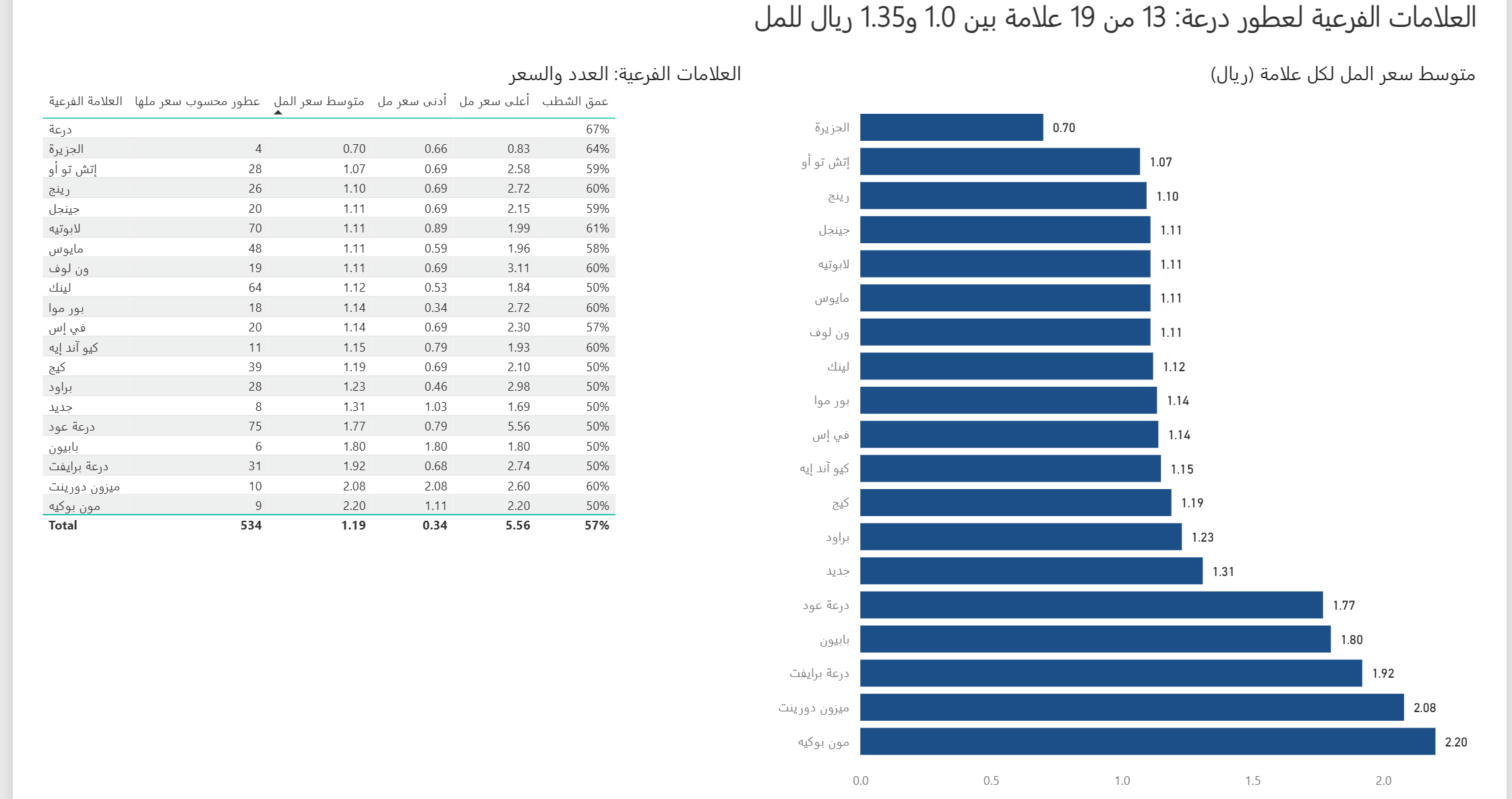 العلامات الفرعية لعطور درعة: 13 من 19 علامة بين 1.0 و1.35 ريال للمل
متوسط سعر المل لكل علامة (ريال)
الجزيرة 0.70
إتش تو أو 1.07
رينج 1.10
جينجل 1.11
لابوتيه 1.11
مايوس 1.11
ون لوف 1.11
لينك 1.12
بور موا 1.14
في إس 1.14
كيو آند إيه 1.15
كيج 1.19
براود 1.23
جديد 1.31
درعة عود 1.77
بابيون 1.80
درعة برايفت 1.92
ميزون دورينت 2.08
مون بوكيه 2.20
0.0 0.5 1.0 1.5 2.0
العلامات الفرعية: العدد والسعر
العلامة الفرعية عطور محسوب سعر ملها متوسط سعر المل أدنى سعر مل أعلى سعر مل عمق الشطب
درعة 67%
الجزيرة 4 0.70 0.66 0.83 64%
إتش تو أو 28 1.07 0.69 2.58 59%
رينج 26 1.10 0.69 2.72 60%
جينجل 20 1.11 0.69 2.15 59%
لابوتيه 70 1.11 0.89 1.99 61%
مايوس 48 1.11 0.59 1.96 58%
ون لوف 19 1.11 0.69 3.11 60%
لينك 64 1.12 0.53 1.84 50%
بور موا 18 1.14 0.34 2.72 60%
في إس 20 1.14 0.69 2.30 57%
كيو آند إيه 11 1.15 0.79 1.93 60%
كيج 39 1.19 0.69 2.10 50%
براود 28 1.23 0.46 2.98 50%
جديد 8 1.31 1.03 1.69 50%
درعة عود 75 1.77 0.79 5.56 50%
بابيون 6 1.80 1.80 1.80 50%
درعة برايفت 31 1.92 0.68 2.74 50%
ميزون دورينت 10 2.08 2.08 2.60 60%
مون بوكيه 9 2.20 1.11 2.20 50%
Total 534 1.19 0.34 5.56 57%